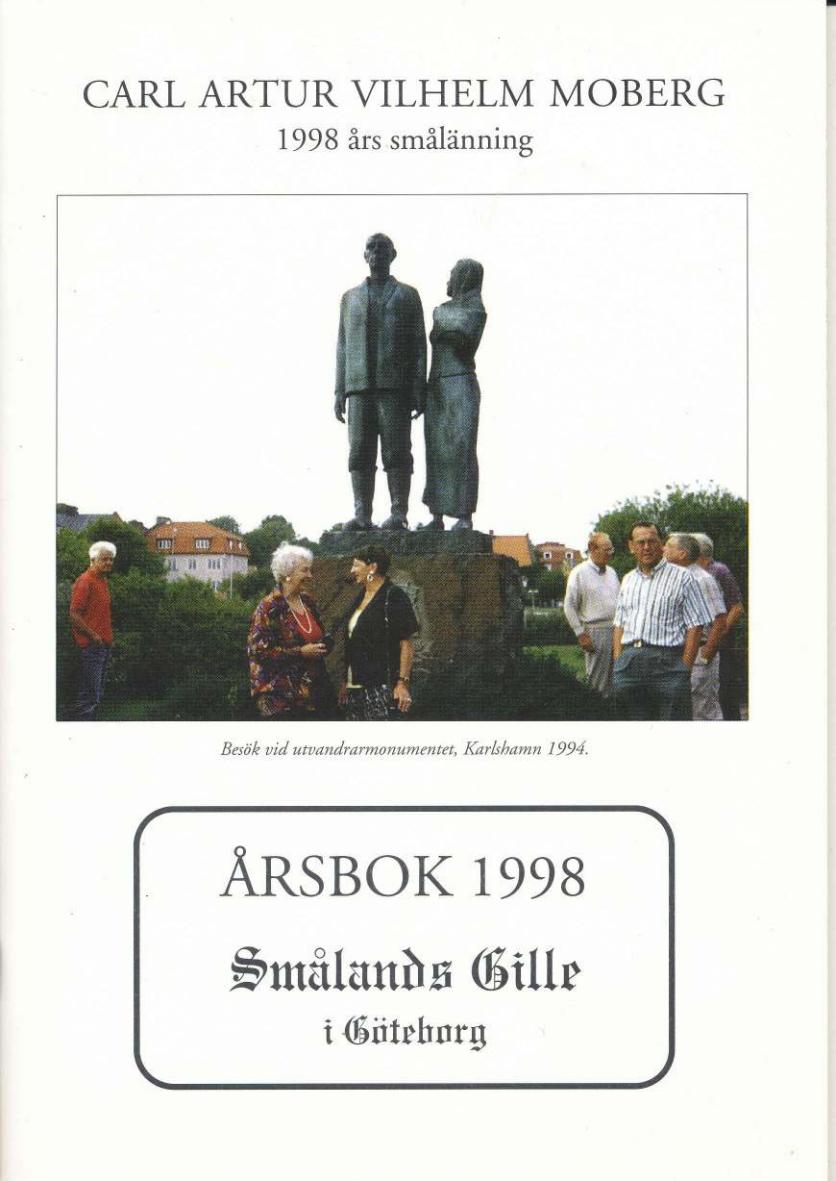 CARL ARTUR VILHELM MOBERG
1998 års smålänning
Besök vid utvandrarmonumentet, Karlshamn 1994.
ÅRSBOK 1998
Smålands Gille
i Göteborg